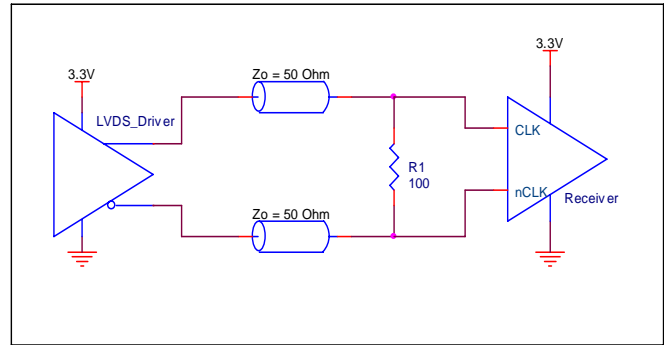 3.3V
LVDS_Driver
Zo = 50 Ohm
Zo = 50 Ohm
R1
100
3.3V
CLK
nCLK
Receiver